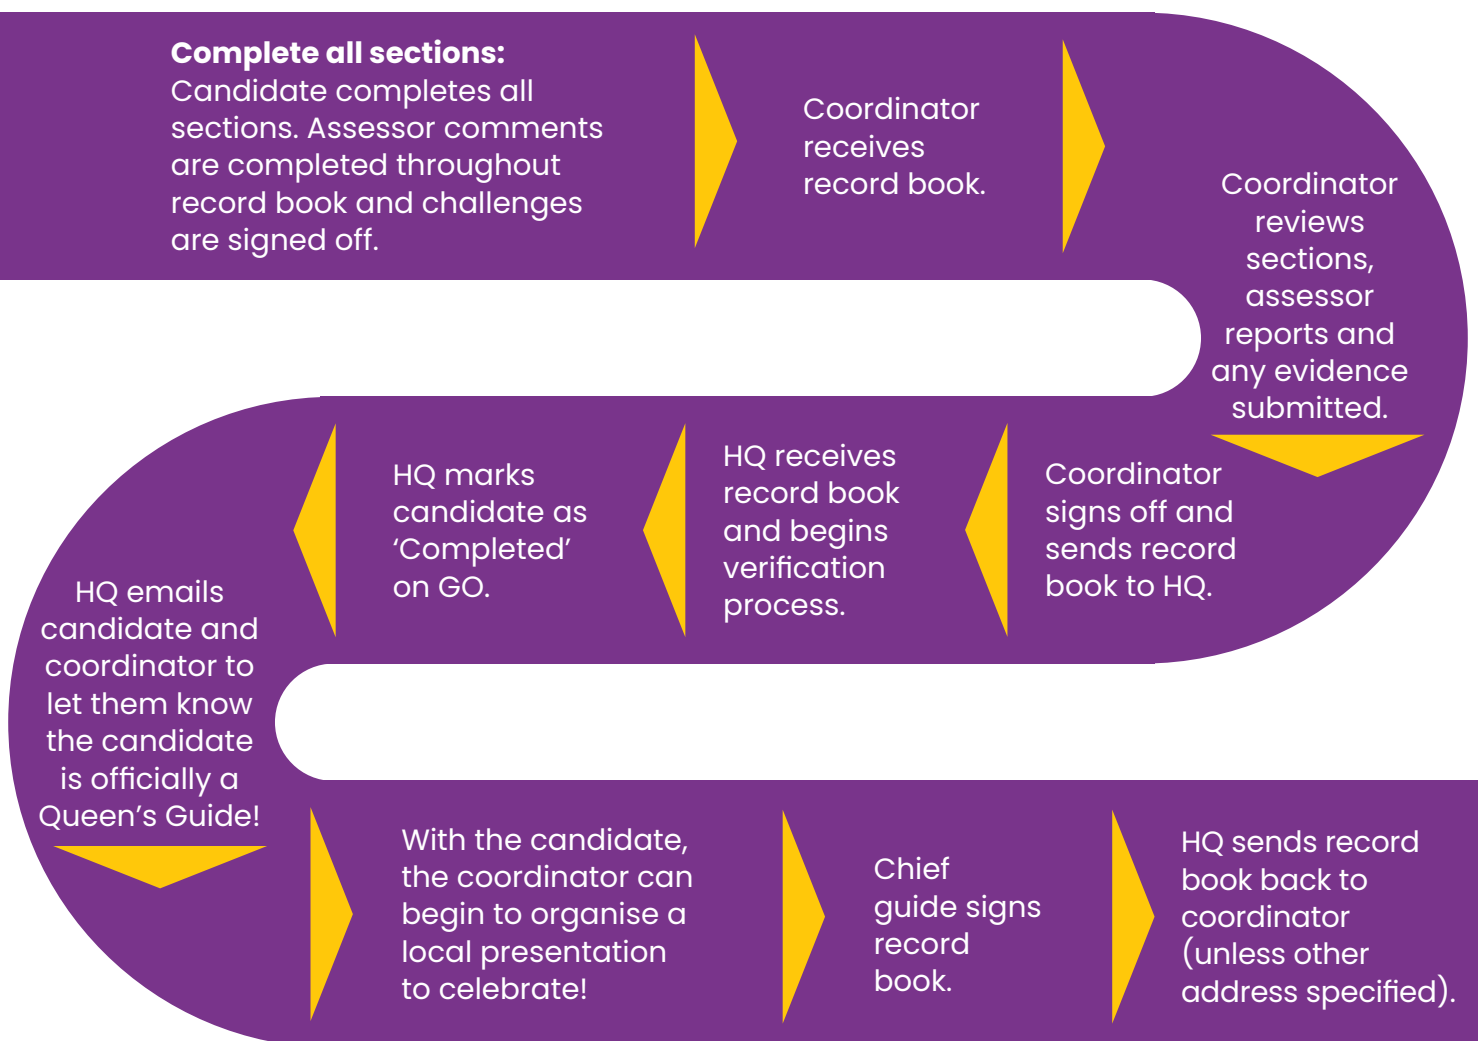 Complete all sections:
Candidate completes all
sections. Assessor comments
are completed throughout
record book and challenges
are signed off.
Coordinator
receives
record book.
Coordinator
reviews
sections,
assessor
reports and
any evidence
submitted.
Coordinator
signs off and
sends record
book to HQ.
HQ receives
record book
and begins
verification
process.
HQ marks
candidate as
‘Completed’
on GO.
HQ emails
candidate and
coordinator to
let them know
the candidate
is officially a
Queen’s Guide!
With the candidate,
the coordinator can
begin to organise a
local presentation
to celebrate!
Chief
guide signs
record
book.
HQ sends record
book back to
coordinator
(unless other
address specified).